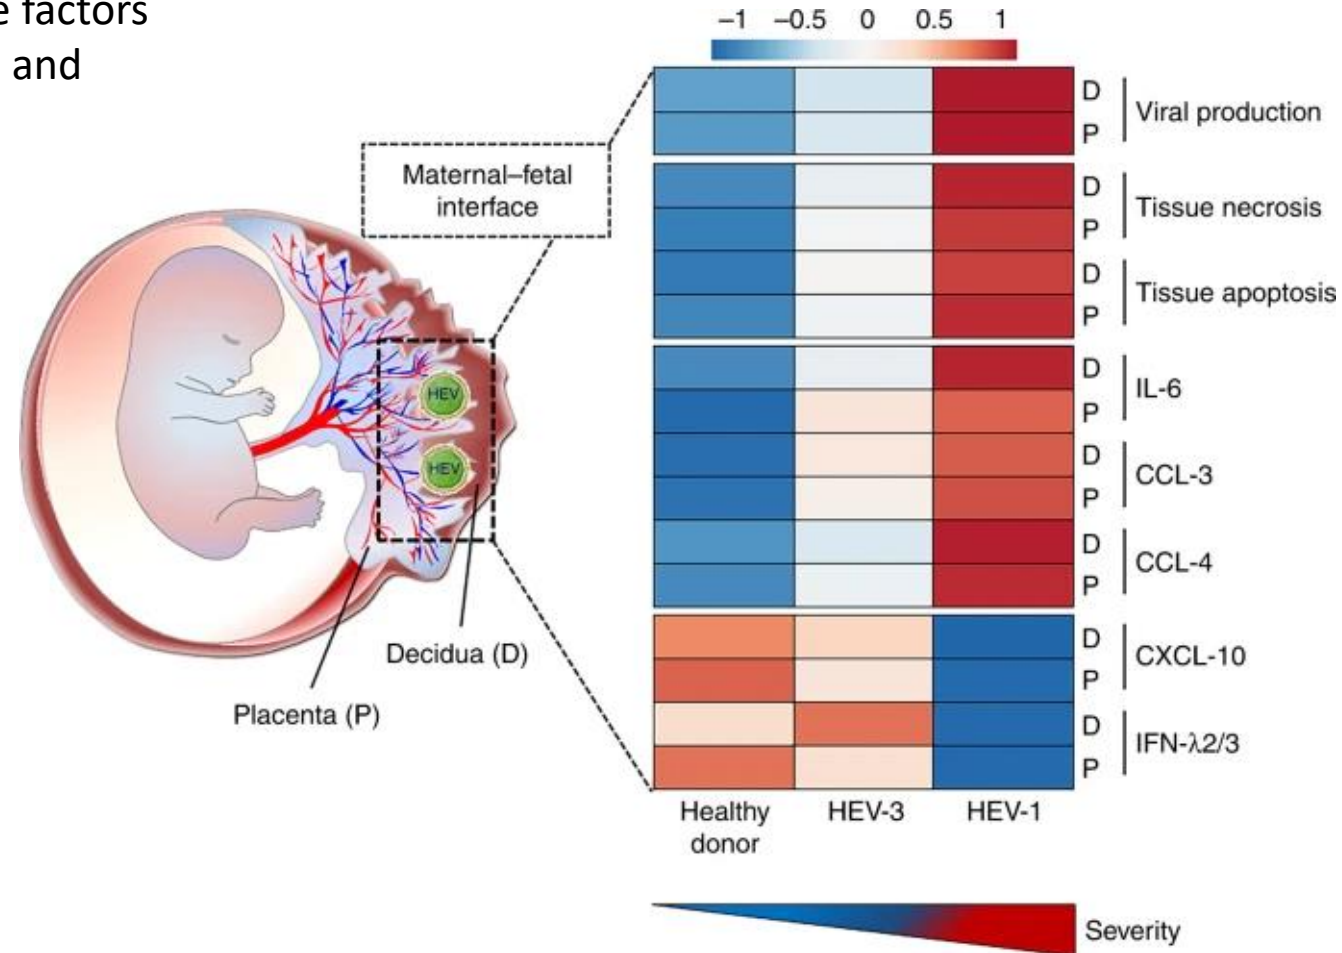 e factors
and
−1 −0.5 0 0.5 1
Maternal–fetal
interface
HEV
HEV
Decidua (D)
Placenta (P)
D
P
Viral production
D
P
Tissue necrosis
D
P
Tissue apoptosis
D
P
IL-6
D
P
CCL-3
D
P
CCL-4
D
P
CXCL-10
D
P
IFN-λ2/3
Healthy
donor
HEV-3
HEV-1
Severity